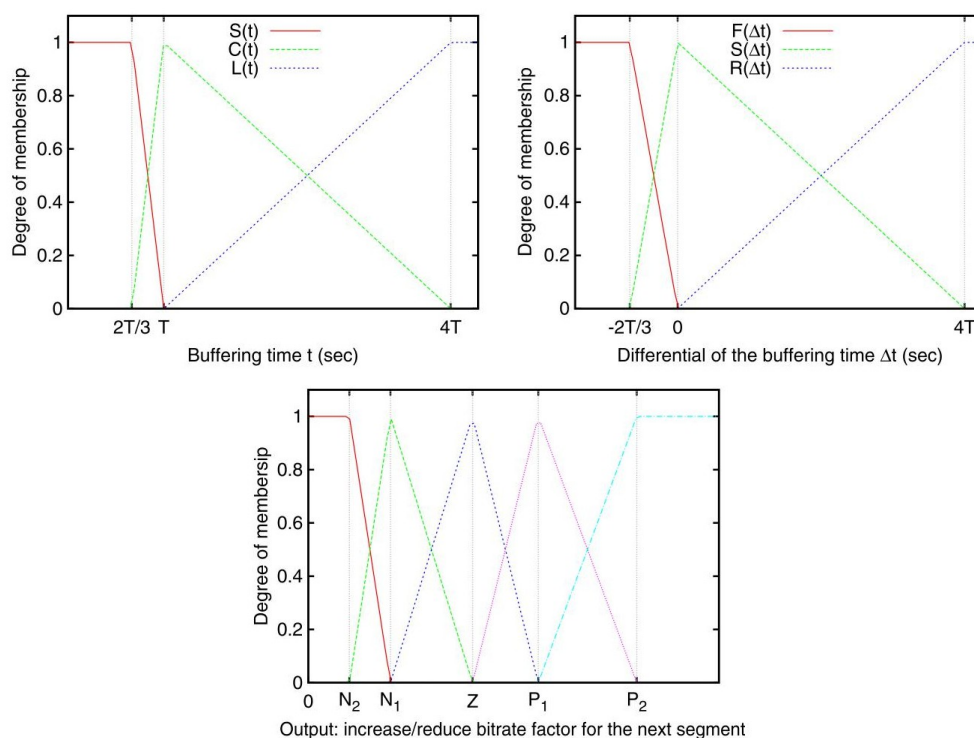 S(t)
C(t)
L(t)
Degree of membership
1
0.8
0.6
0.4
0.2
0
2T/3 T 4T
Buffering time t (sec)
F(Δt)
S(Δt)
R(Δt)
Degree of membership
1
0.8
0.6
0.4
0.2
0
-2T/3 0 4T
Differential of the buffering time Δt (sec)
Degree of membersip
1
0.8
0.6
0.4
0.2
0
0 N2 N1 Z P1 P2
Output: increase/reduce bitrate factor for the next segment